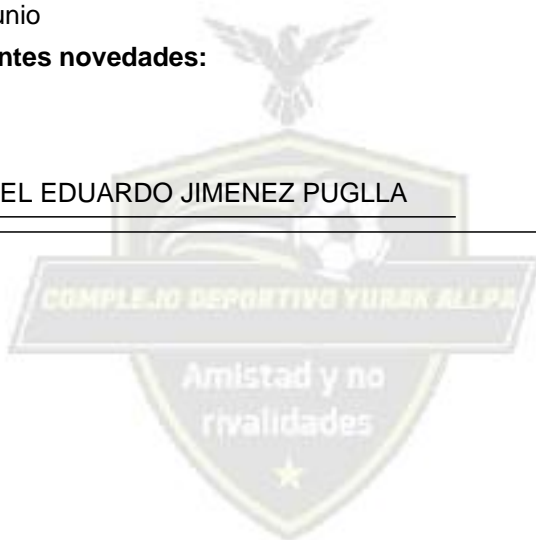 unio
ntes novedades:
EL EDUARDO JIMENEZ PUGLLA
COMPLEJO DEPORTIVO YURAK ALLPA
Amistad y no
rivalidades